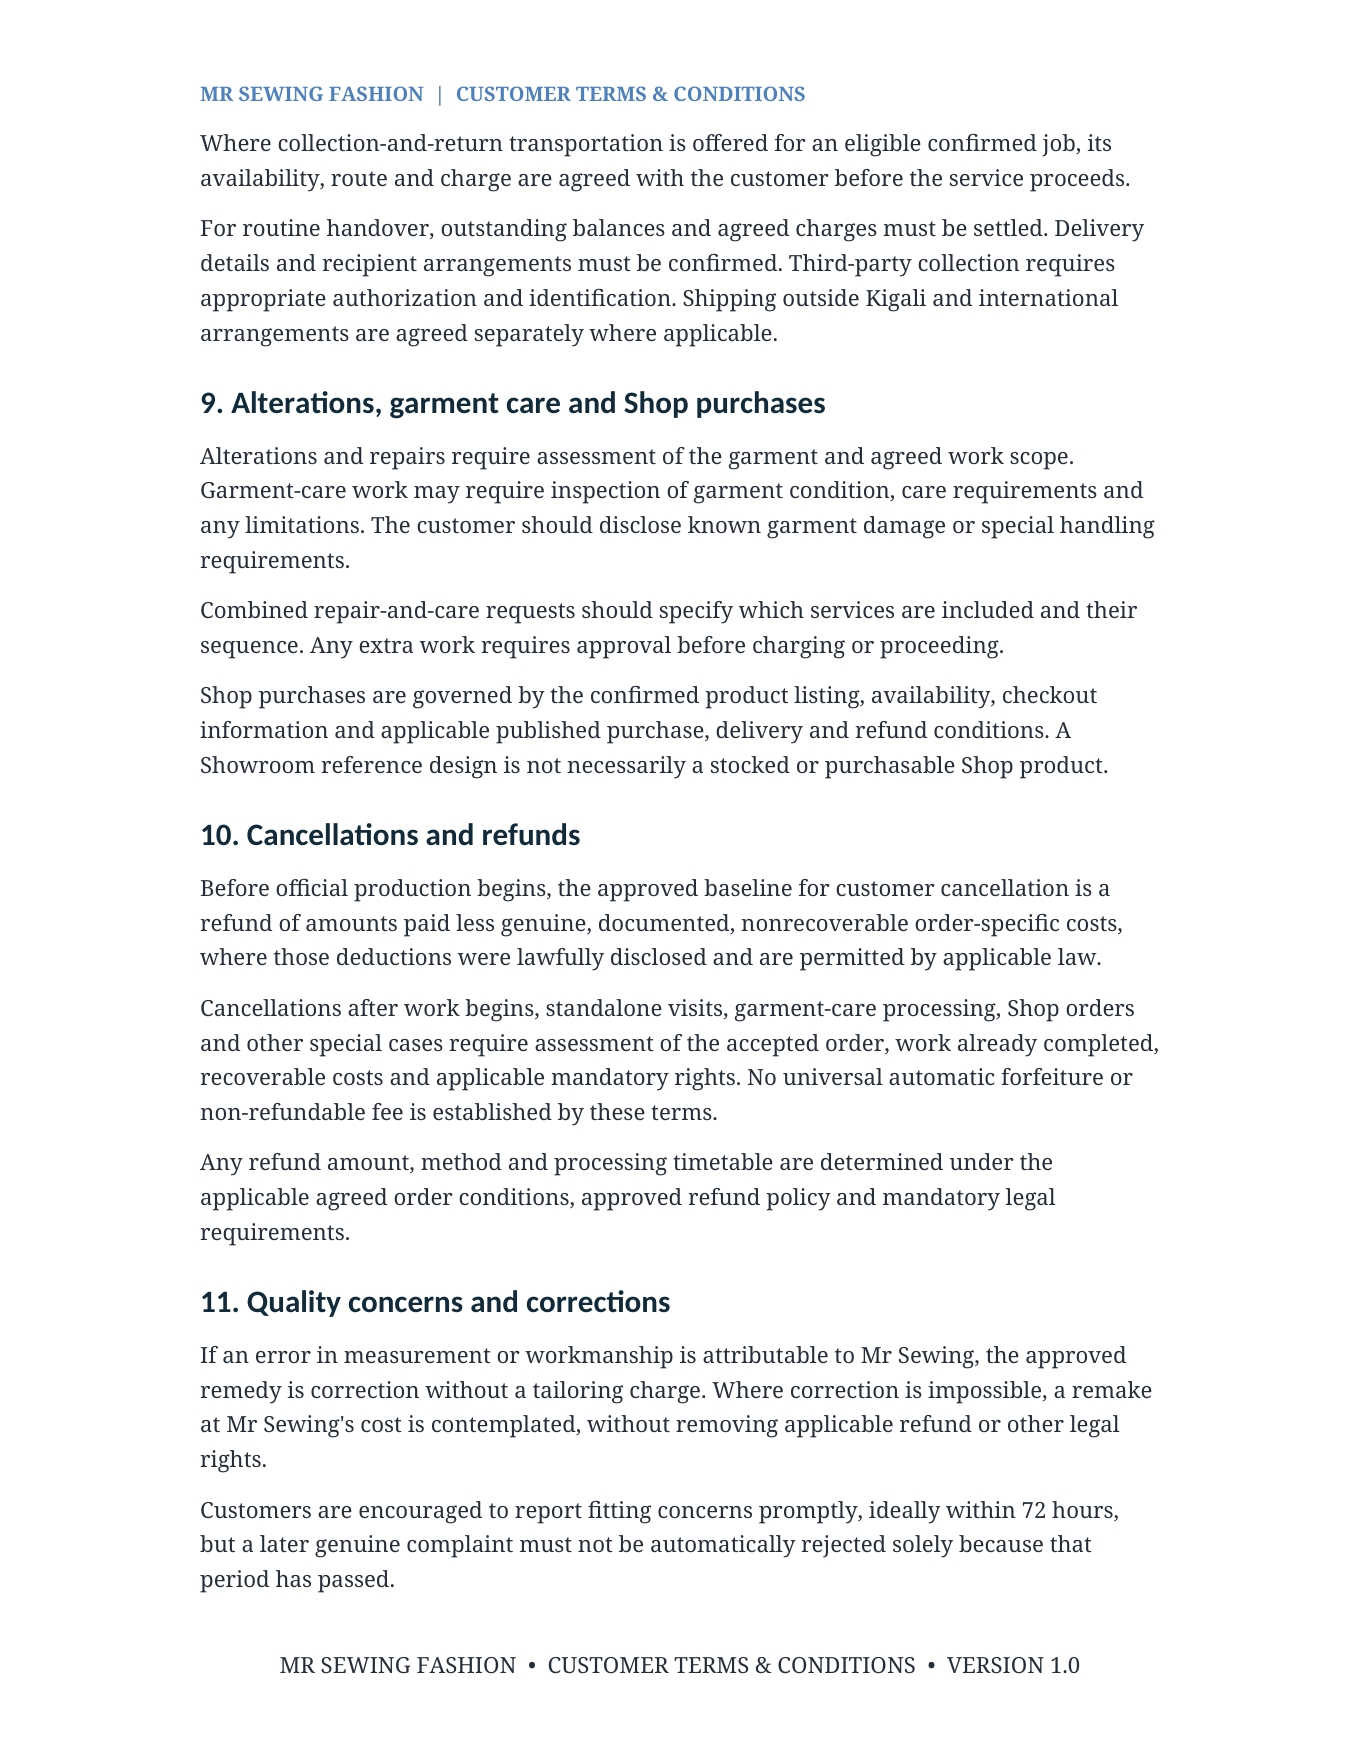 MR SEWING FASHION | CUSTOMER TERMS & CONDITIONS
Where collection-and-return transportation is offered for an eligible confirmed job, its
availability, route and charge are agreed with the customer before the service proceeds.
For routine handover, outstanding balances and agreed charges must be settled. Delivery
details and recipient arrangements must be confirmed. Third-party collection requires
appropriate authorization and identification. Shipping outside Kigali and international
arrangements are agreed separately where applicable.
9. Alterations, garment care and Shop purchases
Alterations and repairs require assessment of the garment and agreed work scope.
Garment-care work may require inspection of garment condition, care requirements and
any limitations. The customer should disclose known garment damage or special handling
requirements.
Combined repair-and-care requests should specify which services are included and their
sequence. Any extra work requires approval before charging or proceeding.
Shop purchases are governed by the confirmed product listing, availability, checkout
information and applicable published purchase, delivery and refund conditions. A
Showroom reference design is not necessarily a stocked or purchasable Shop product.
10. Cancellations and refunds
Before official production begins, the approved baseline for customer cancellation is a
refund of amounts paid less genuine, documented, nonrecoverable order-specific costs,
where those deductions were lawfully disclosed and are permitted by applicable law.
Cancellations after work begins, standalone visits, garment-care processing, Shop orders
and other special cases require assessment of the accepted order, work already completed,
recoverable costs and applicable mandatory rights. No universal automatic forfeiture or
non-refundable fee is established by these terms.
Any refund amount, method and processing timetable are determined under the
applicable agreed order conditions, approved refund policy and mandatory legal
requirements.
11. Quality concerns and corrections
If an error in measurement or workmanship is attributable to Mr Sewing, the approved
remedy is correction without a tailoring charge. Where correction is impossible, a remake
at Mr Sewing's cost is contemplated, without removing applicable refund or other legal
rights.
Customers are encouraged to report fitting concerns promptly, ideally within 72 hours,
but a later genuine complaint must not be automatically rejected solely because that
period has passed.
MR SEWING FASHION • CUSTOMER TERMS & CONDITIONS • VERSION 1.0